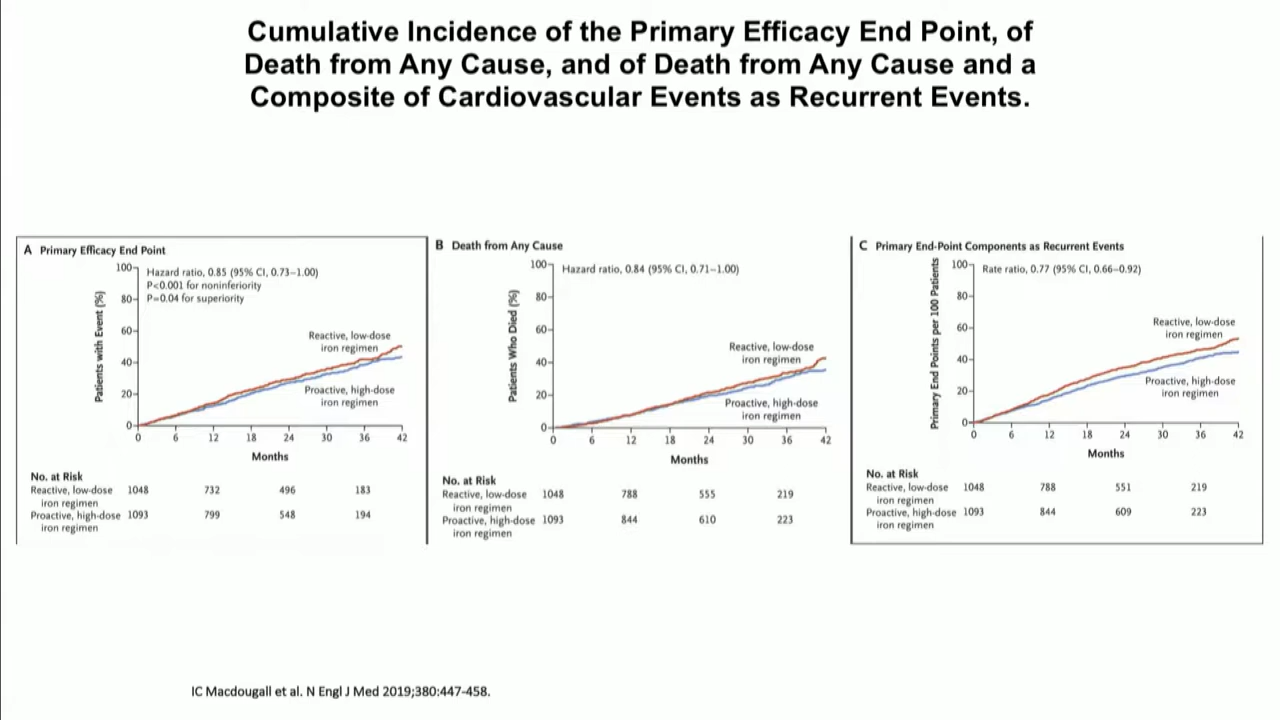 Cumulative Incidence of the Primary Efficacy End Point, of
Death from Any Cause, and of Death from Any Cause and a
Composite of Cardiovascular Events as Recurrent Events.
A Primary Efficacy End Point
Patients with Event (%)
100
80
60
40
20
0
Hazard ratio, 0.85 (95% CI, 0.73–1.00)
P<0.001 for noninferiority
P=0.04 for superiority
Reactive, low-dose
iron regimen
Proactive, high-dose
iron regimen
0 6 12 18 24 30 36 42
Months
No. at Risk
Reactive, low-dose 1048 732 496 183
iron regimen
Proactive, high-dose 1093 799 548 194
iron regimen
B Death from Any Cause
Patients Who Died (%)
100
80
60
40
20
0
Hazard ratio, 0.84 (95% CI, 0.71–1.00)
Reactive, low-dose
iron regimen
Proactive, high-dose
iron regimen
0 6 12 18 24 30 36 42
Months
No. at Risk
Reactive, low-dose 1048 788 555 219
iron regimen
Proactive, high-dose 1093 844 610 223
iron regimen
C Primary End-Point Components as Recurrent Events
Primary End Points per 100 Patients
100
80
60
40
20
0
Rate ratio, 0.77 (95% CI, 0.66–0.92)
Reactive, low-dose
iron regimen
Proactive, high-dose
iron regimen
0 6 12 18 24 30 36 42
Months
No. at Risk
Reactive, low-dose 1048 788 551 219
iron regimen
Proactive, high-dose 1093 844 609 223
iron regimen
IC Macdougall et al. N Engl J Med 2019;380:447-458.